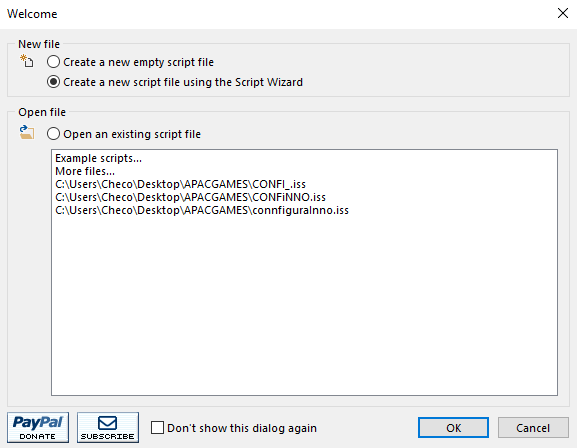 Welcome
New file
Create a new empty script file
Create a new script file using the Script Wizard
Open file
Open an existing script file
Example scripts...
More files...
C:\Users\Checo\Desktop\APACGAMES\CONFI_.iss
C:\Users\Checo\Desktop\APACGAMES\CONFiNNO.iss
C:\Users\Checo\Desktop\APACGAMES\connfiguraInno.iss
PayPal
DONATE
SUBSCRIBE
Don't show this dialog again
OK
Cancel